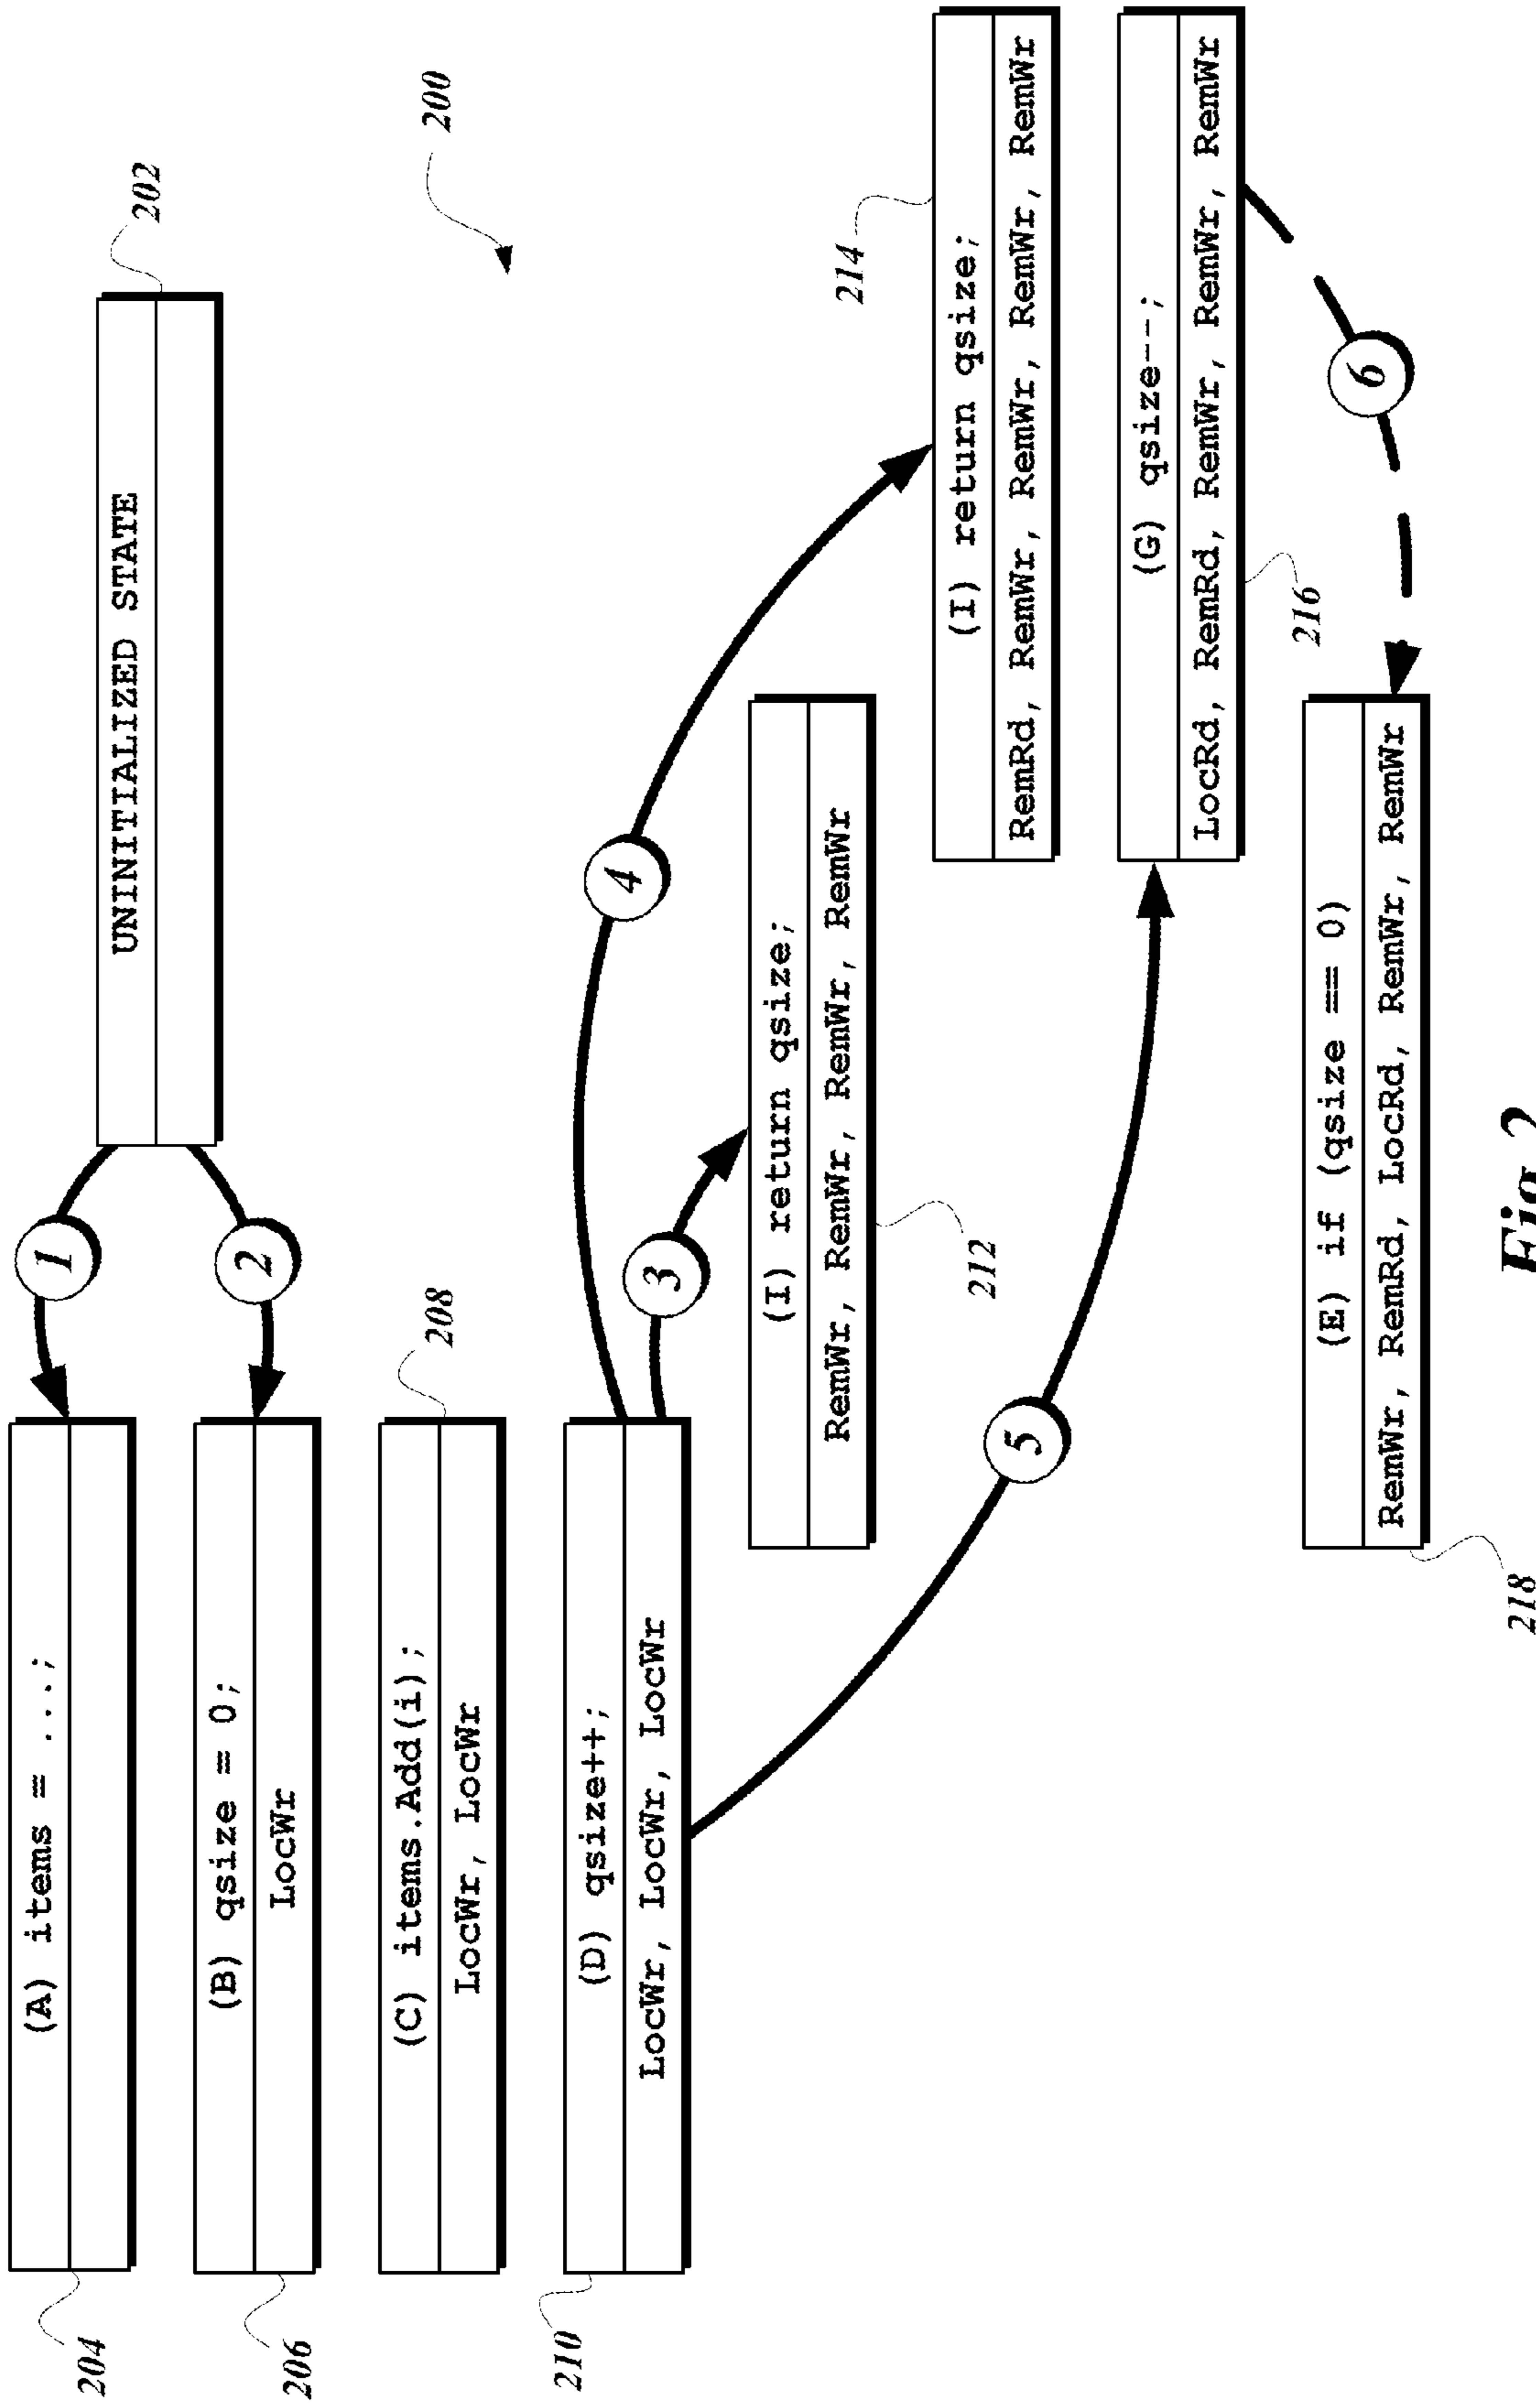 204
(A) items = ...;
1
UNINITIALIZED STATE
202
206
(B) qsize = 0;
LocWr
2
200
(C) items.Add(i);
LocWr, LocWr
208
210
(D) qsize++;
LocWr, LocWr, LocWr
3
4
(I) return qsize;
RemWr, RemWr, RemWr, RemWr
212
214
(I) return qsize;
RemRd, RemWr, RemWr, RemWr, RemWr
5
(G) qsize--;
LocRd, RemRd, RemWr, RemWr, RemWr
216
6
(E) if (qsize == 0)
RemWr, RemRd, LocRd, RemWr, RemWr
218
Fig.2